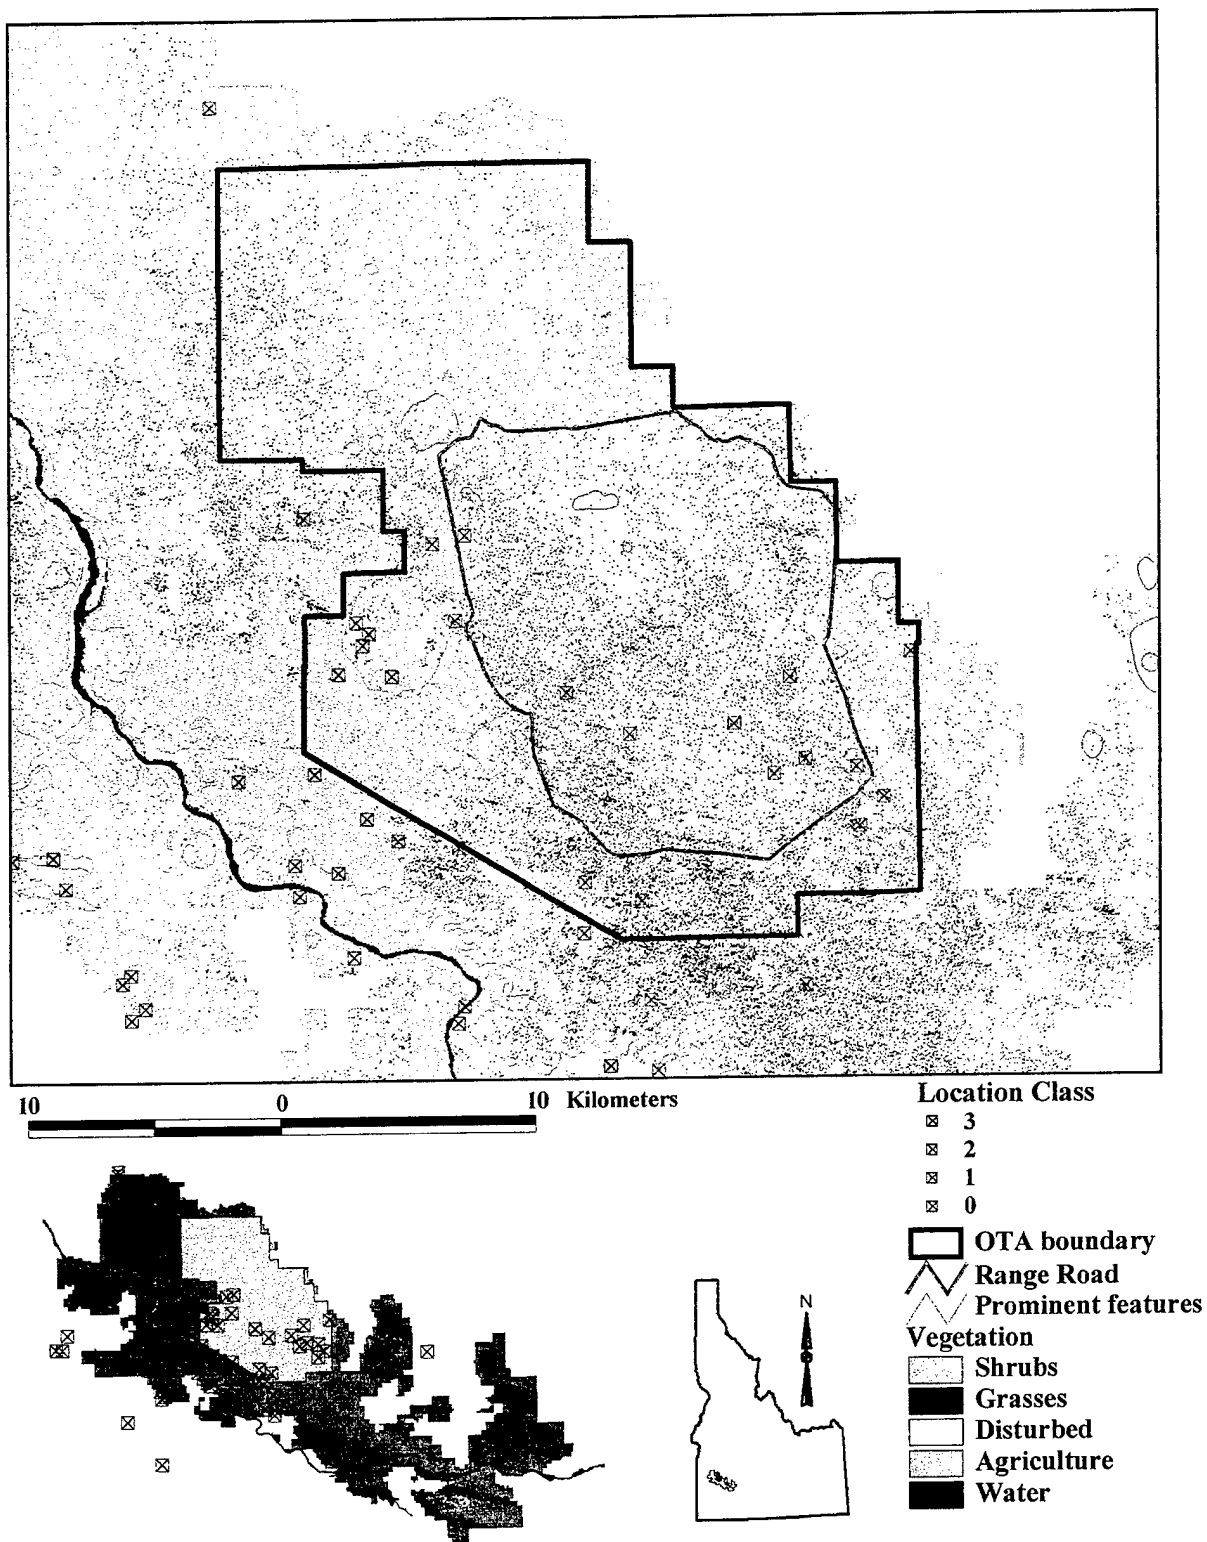 10 0 10 Kilometers
Location Class
3
2
1
0
OTA boundary
Range Road
Prominent features
Vegetation
Shrubs
Grasses
Disturbed
Agriculture
Water
N